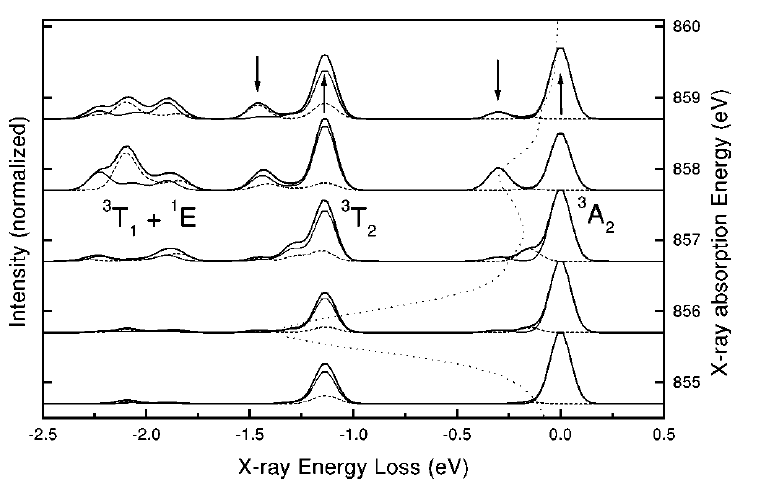 860
859
858
857
856
855
Intensity (normalized)
X-ray absorption Energy (eV)
³T₁ + ¹E
³T₂
³A₂
-2.5 -2.0 -1.5 -1.0 -0.5 0.0 0.5
X-ray Energy Loss (eV)